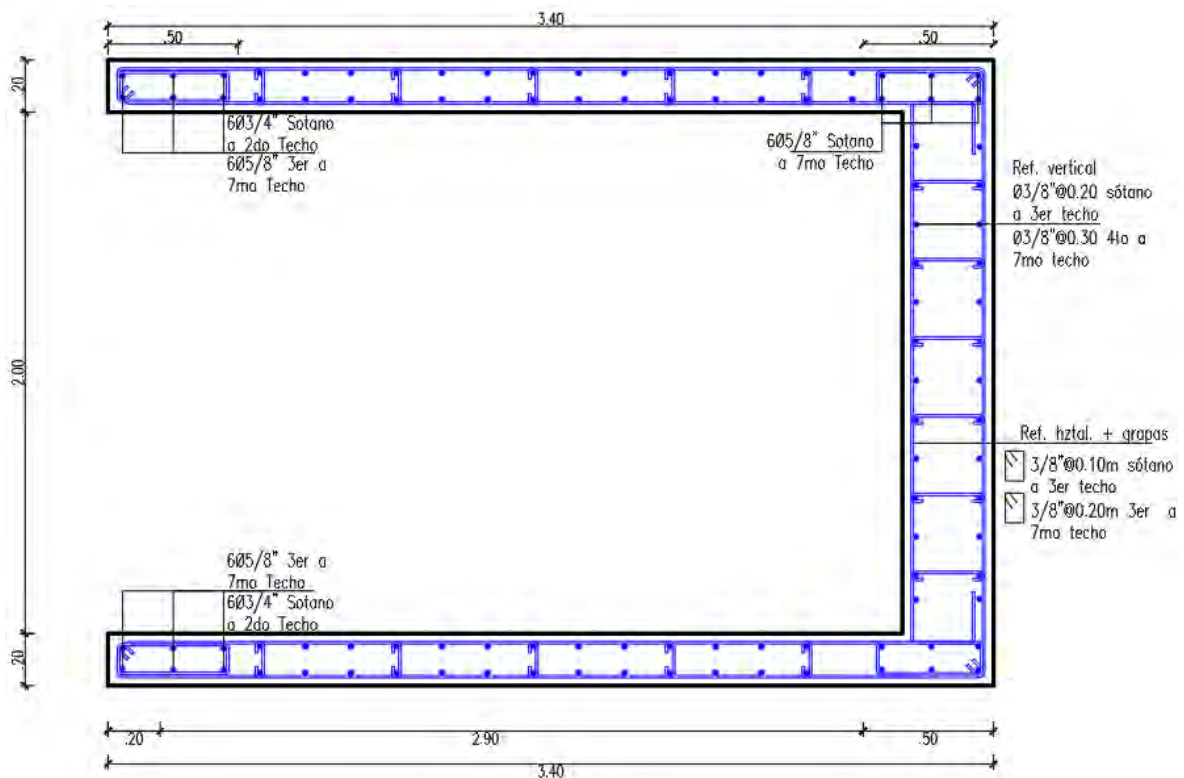 3.40
.50
.50
.20
6Ø3/4" Sotano
a 2do Techo
6Ø5/8" 3er a
7mo Techo
6Ø5/8" Sotano
a 7mo Techo
Ref. vertical
Ø3/8"@0.20 sótano
a 3er techo
Ø3/8"@0.30 4to a
7mo techo
2.00
Ref. hztal. + grapas
3/8"@0.10m sótano
a 3er techo
3/8"@0.20m 3er a
7mo techo
6Ø5/8" 3er a
7mo Techo
6Ø3/4" Sotano
a 2do Techo
.20
.20
2.90
.50
3.40